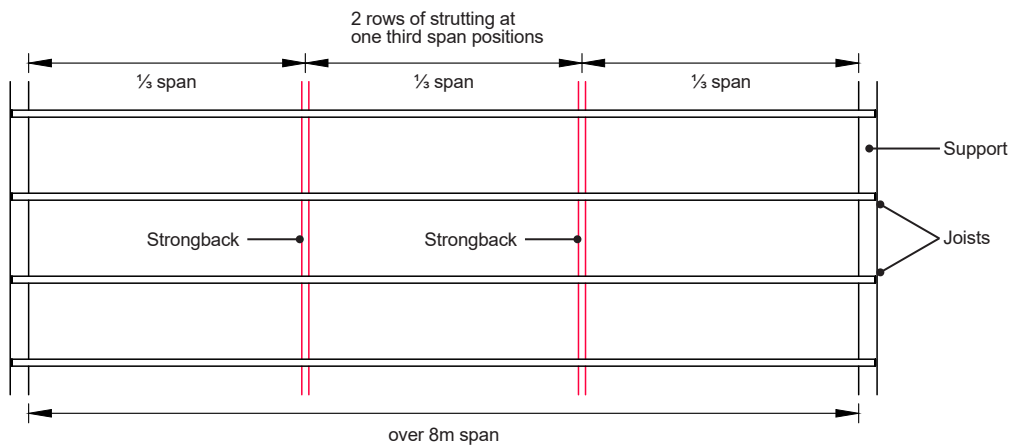 2 rows of strutting at
one third span positions
⅓ span
⅓ span
⅓ span
Support
Strongback
Strongback
Joists
over 8m span